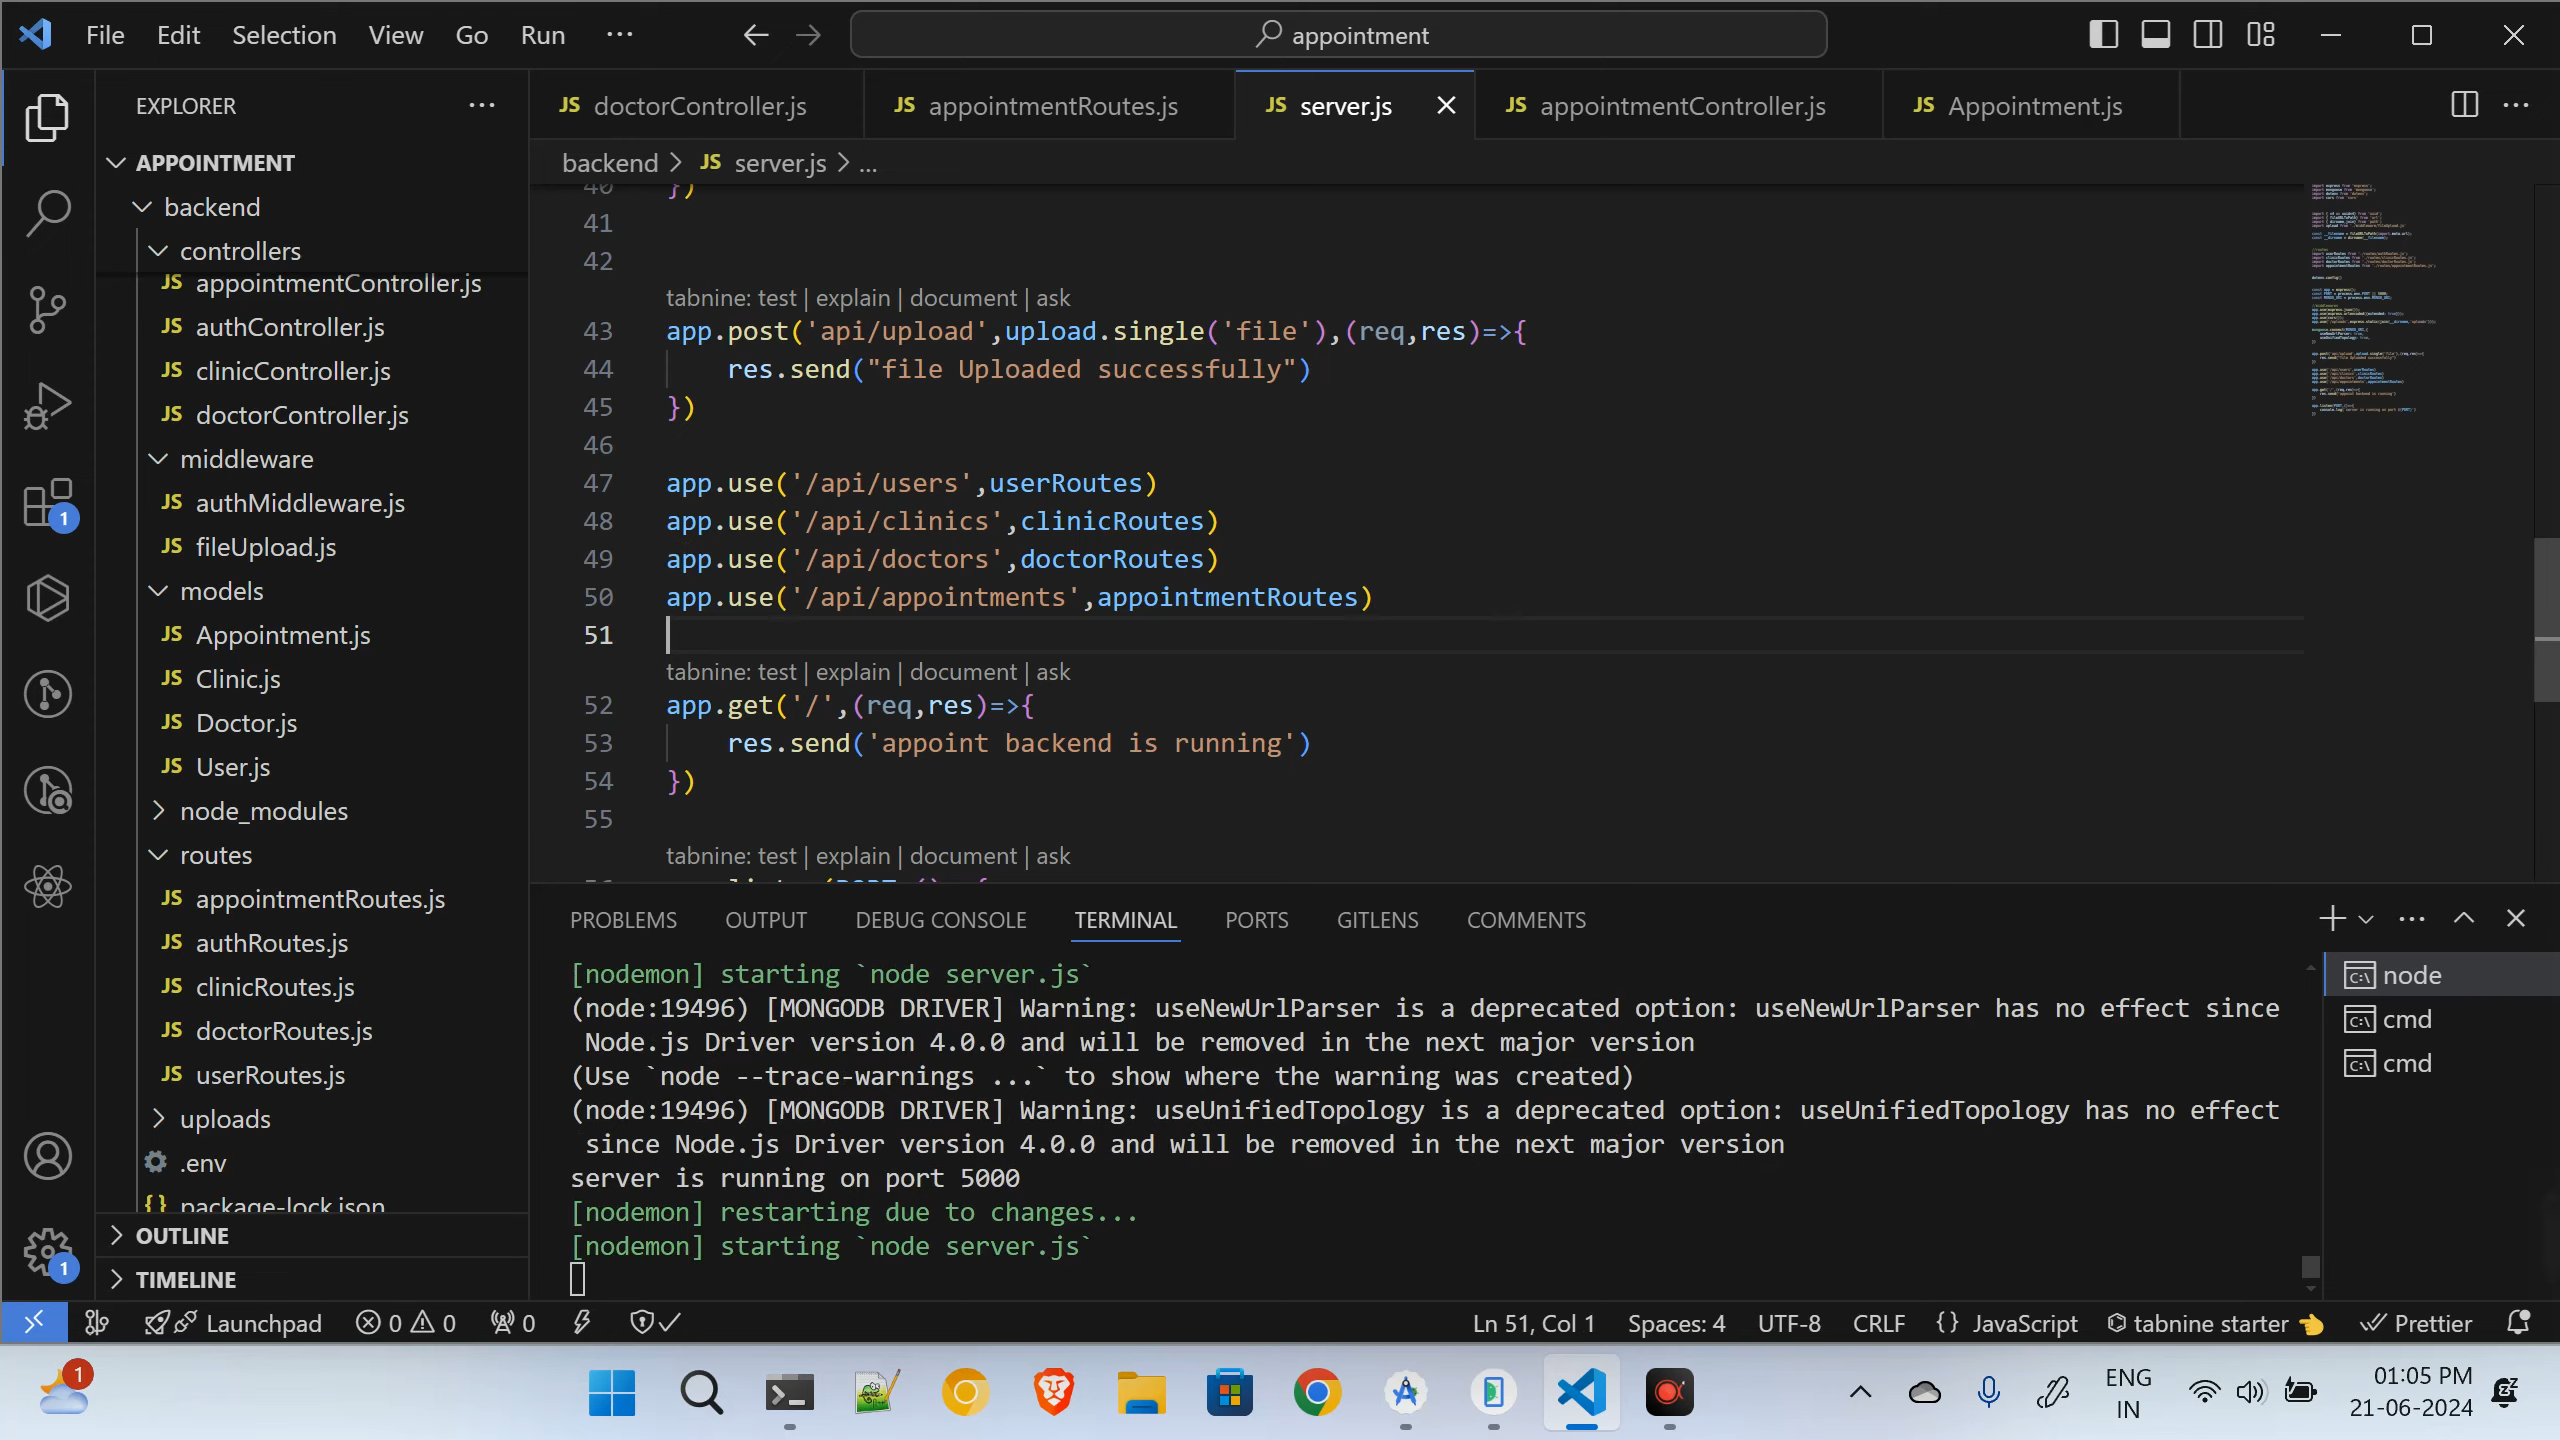 File Edit Selection View Go Run ...
appointment
EXPLORER
APPOINTMENT
backend
controllers
JS appointmentController.js
JS authController.js
JS clinicController.js
JS doctorController.js
middleware
JS authMiddleware.js
JS fileUpload.js
models
JS Appointment.js
JS Clinic.js
JS Doctor.js
JS User.js
node_modules
routes
JS appointmentRoutes.js
JS authRoutes.js
JS clinicRoutes.js
JS doctorRoutes.js
JS userRoutes.js
uploads
.env
{} package-lock.json
OUTLINE
TIMELINE
1
1
JS doctorController.js
JS appointmentRoutes.js
JS server.js
JS appointmentController.js
JS Appointment.js
backend > JS server.js > ...
40 })
41
42
tabnine: test | explain | document | ask
43 app.post('api/upload',upload.single('file'),(req,res)=>{
44 res.send("file Uploaded successfully")
45 })
46
47 app.use('/api/users',userRoutes)
48 app.use('/api/clinics',clinicRoutes)
49 app.use('/api/doctors',doctorRoutes)
50 app.use('/api/appointments',appointmentRoutes)
51
tabnine: test | explain | document | ask
52 app.get('/',(req,res)=>{
53 res.send('appoint backend is running')
54 })
55
tabnine: test | explain | document | ask
PROBLEMS OUTPUT DEBUG CONSOLE TERMINAL PORTS GITLENS COMMENTS
[nodemon] starting `node server.js`
(node:19496) [MONGODB DRIVER] Warning: useNewUrlParser is a deprecated option: useNewUrlParser has no effect since
Node.js Driver version 4.0.0 and will be removed in the next major version
(Use `node --trace-warnings ...` to show where the warning was created)
(node:19496) [MONGODB DRIVER] Warning: useUnifiedTopology is a deprecated option: useUnifiedTopology has no effect
since Node.js Driver version 4.0.0 and will be removed in the next major version
server is running on port 5000
[nodemon] restarting due to changes...
[nodemon] starting `node server.js`
node
cmd
cmd
Launchpad 0 0 0
Ln 51, Col 1 Spaces: 4 UTF-8 CRLF {} JavaScript tabnine starter Prettier
1
ENG
IN
01:05 PM
21-06-2024